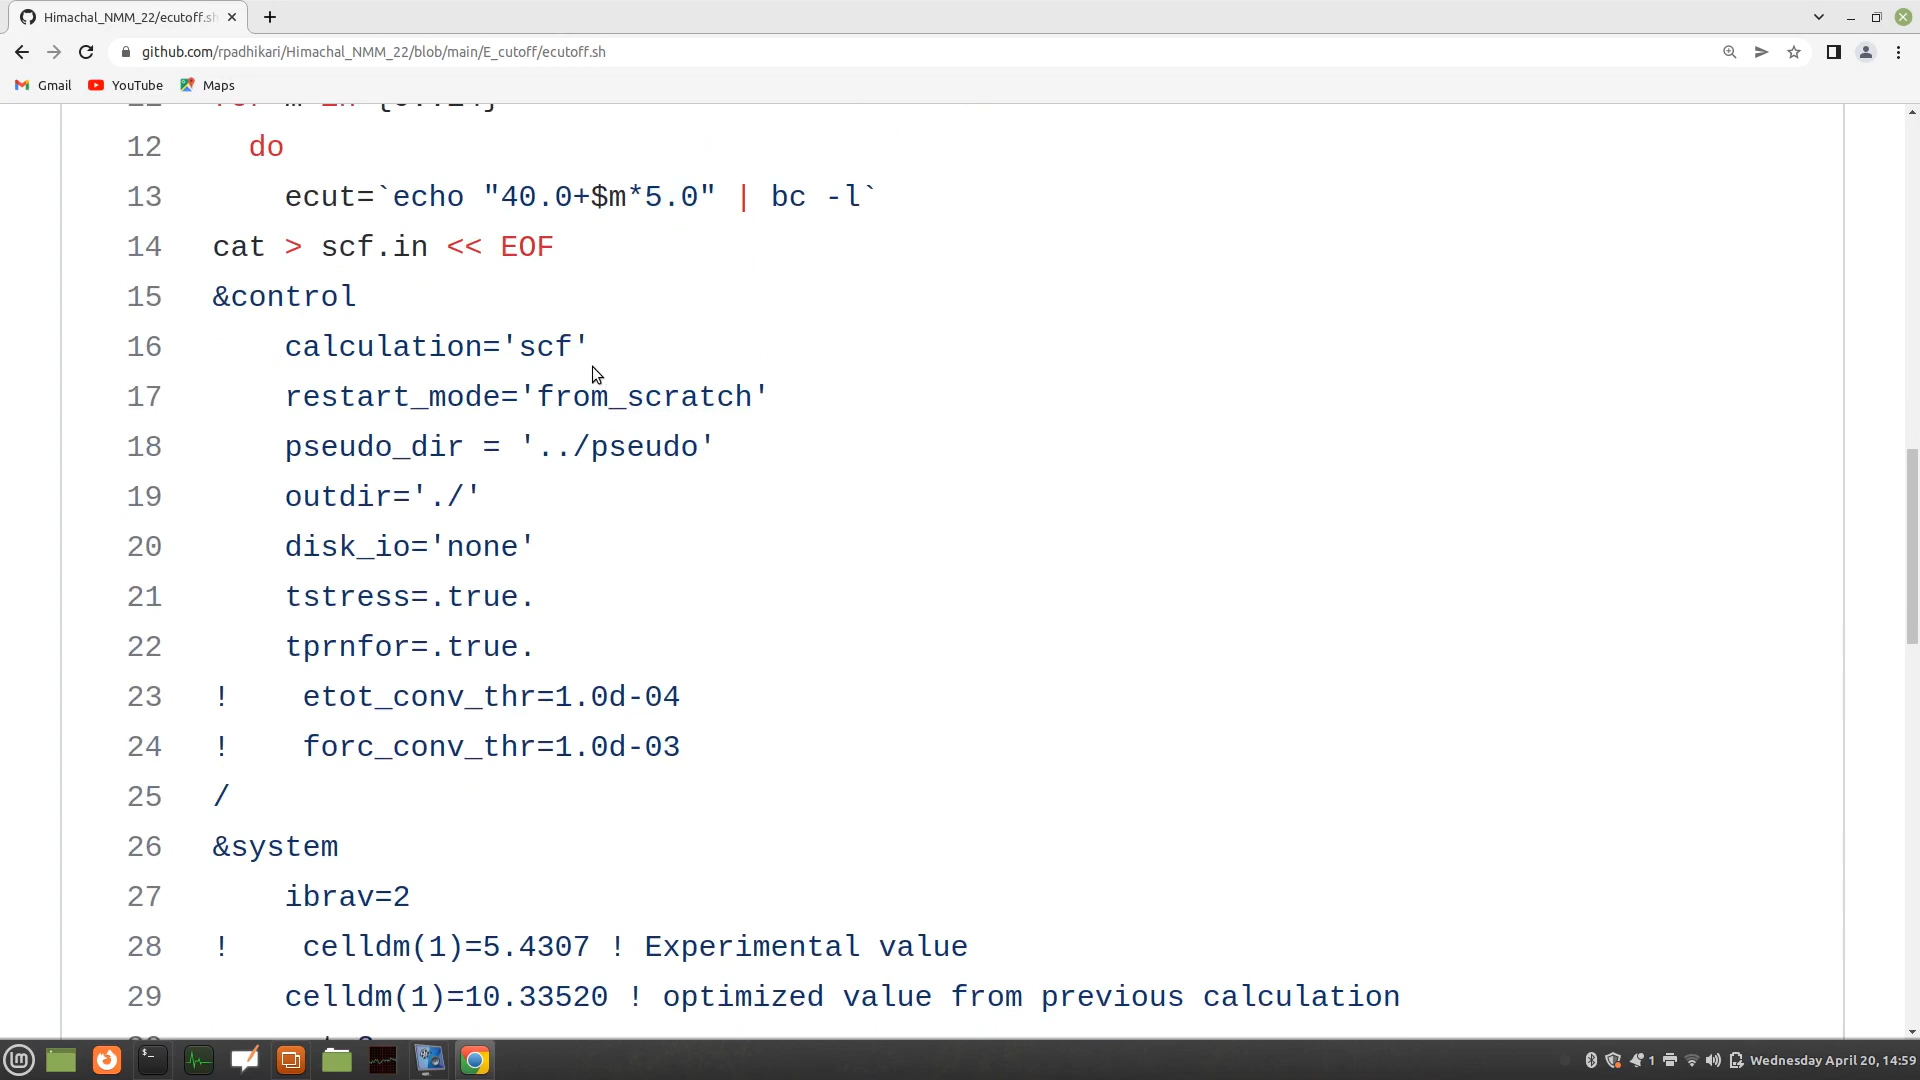 Himachal_NMM_22/ecutoff.sh
github.com/rpadhikari/Himachal_NMM_22/blob/main/E_cutoff/ecutoff.sh
Gmail YouTube Maps
12 do
13 ecut=`echo "40.0+$m*5.0" | bc -l`
14 cat > scf.in << EOF
15 &control
16 calculation='scf'
17 restart_mode='from_scratch'
18 pseudo_dir = '../pseudo'
19 outdir='./'
20 disk_io='none'
21 tstress=.true.
22 tprnfor=.true.
23 ! etot_conv_thr=1.0d-04
24 ! forc_conv_thr=1.0d-03
25 /
26 &system
27 ibrav=2
28 ! celldm(1)=5.4307 ! Experimental value
29 celldm(1)=10.33520 ! optimized value from previous calculation
1 Wednesday April 20, 14:59